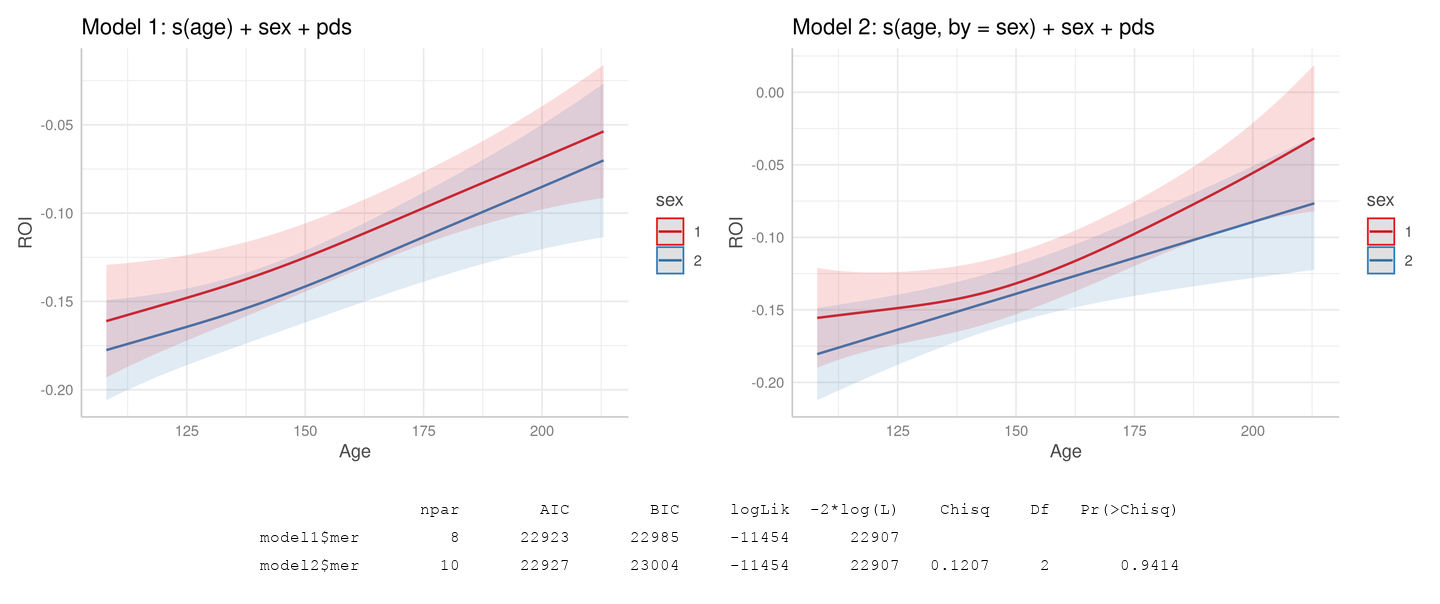 Model 1: s(age) + sex + pds
-0.05
-0.10
-0.15
-0.20
ROI
125 150 175 200
Age
sex
1
2
Model 2: s(age, by = sex) + sex + pds
0.00
-0.05
-0.10
-0.15
-0.20
ROI
125 150 175 200
Age
sex
1
2
npar AIC BIC logLik -2*log(L) Chisq Df Pr(>Chisq)
model1$mer 8 22923 22985 -11454 22907
model2$mer 10 22927 23004 -11454 22907 0.1207 2 0.9414